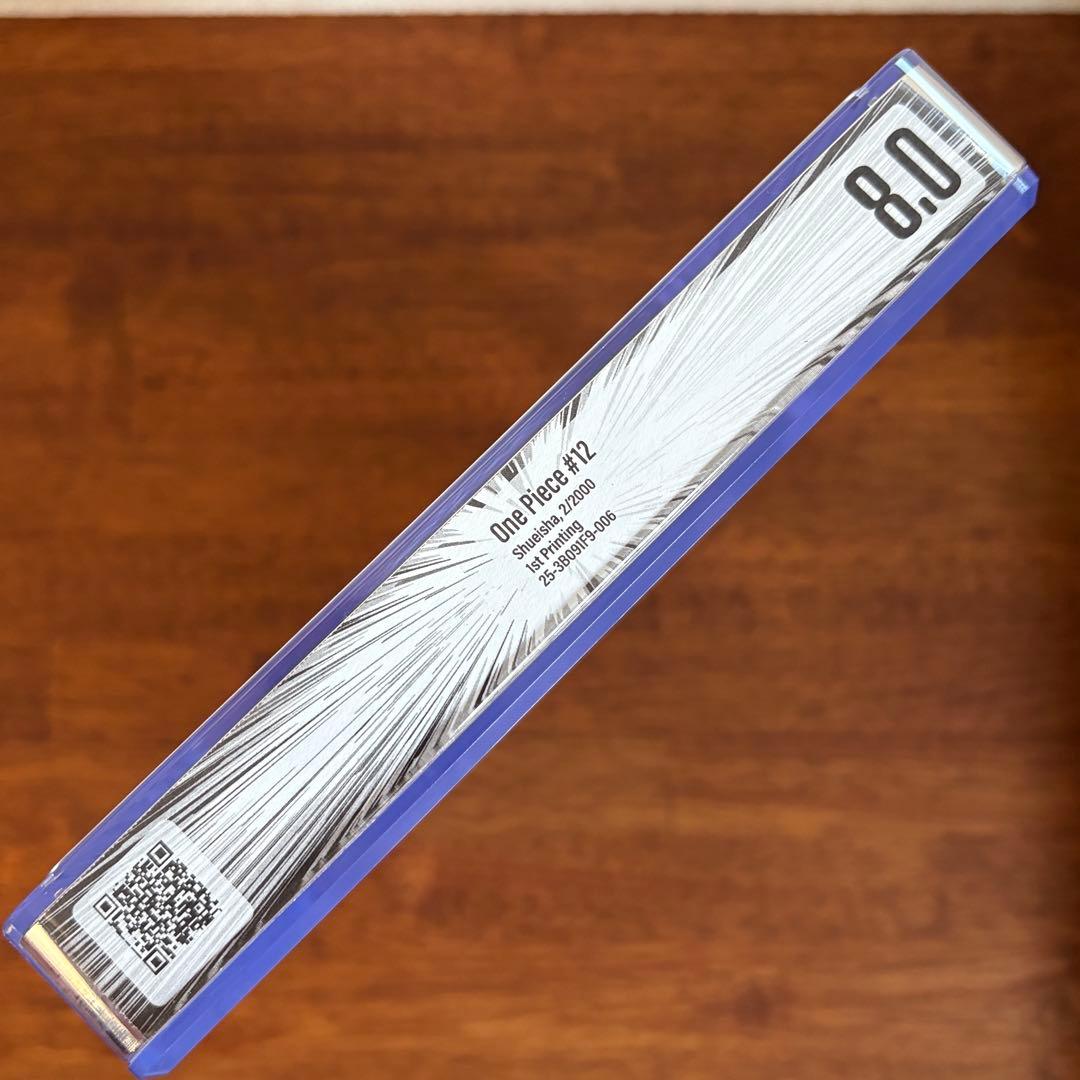 8.0
One Piece #12
Shueisha, 2/2000
1st Printing
25-3B091F9-006